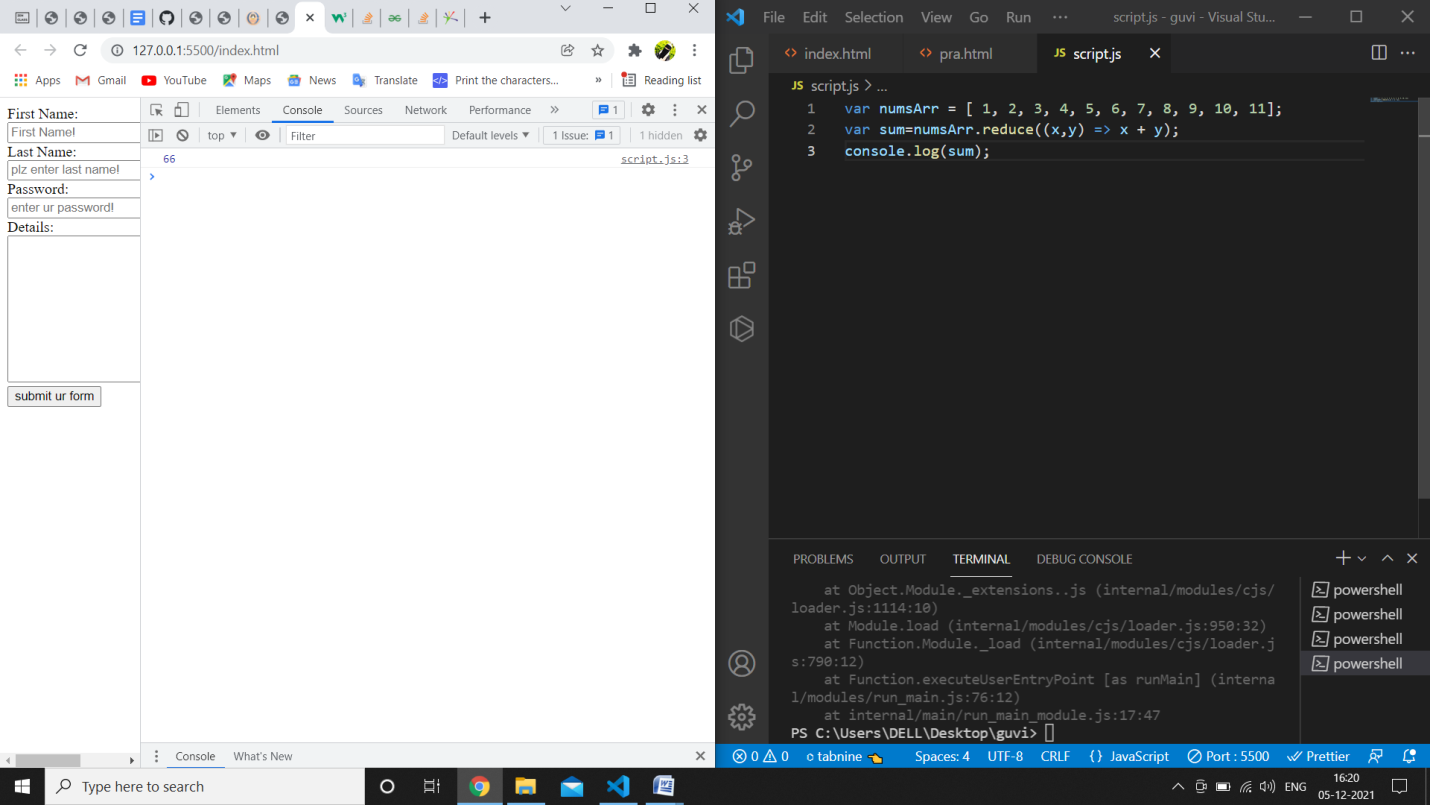 127.0.0.1:5500/index.html
Apps Gmail YouTube Maps News Translate Print the characters... » Reading list
First Name:
First Name!
Last Name:
plz enter last name!
Password:
enter ur password!
Details:
submit ur form
Elements Console Sources Network Performance » 1
top Filter Default levels 1 Issue: 1 1 hidden
66 script.js:3
Console What's New
File Edit Selection View Go Run ··· script.js - guvi - Visual Stu...
index.html pra.html JS script.js
JS script.js > ...
1 var numsArr = [ 1, 2, 3, 4, 5, 6, 7, 8, 9, 10, 11];
2 var sum=numsArr.reduce((x,y) => x + y);
3 console.log(sum);
PROBLEMS OUTPUT TERMINAL DEBUG CONSOLE
at Object.Module._extensions..js (internal/modules/cjs/
loader.js:1114:10)
at Module.load (internal/modules/cjs/loader.js:950:32)
at Function.Module._load (internal/modules/cjs/loader.j
s:790:12)
at Function.executeUserEntryPoint [as runMain] (interna
l/modules/run_main.js:76:12)
at internal/main/run_main_module.js:17:47
PS C:\Users\DELL\Desktop\guvi>
powershell
powershell
powershell
powershell
0 0 tabnine Spaces: 4 UTF-8 CRLF {} JavaScript Port : 5500 Prettier
Type here to search
ENG
16:20
05-12-2021